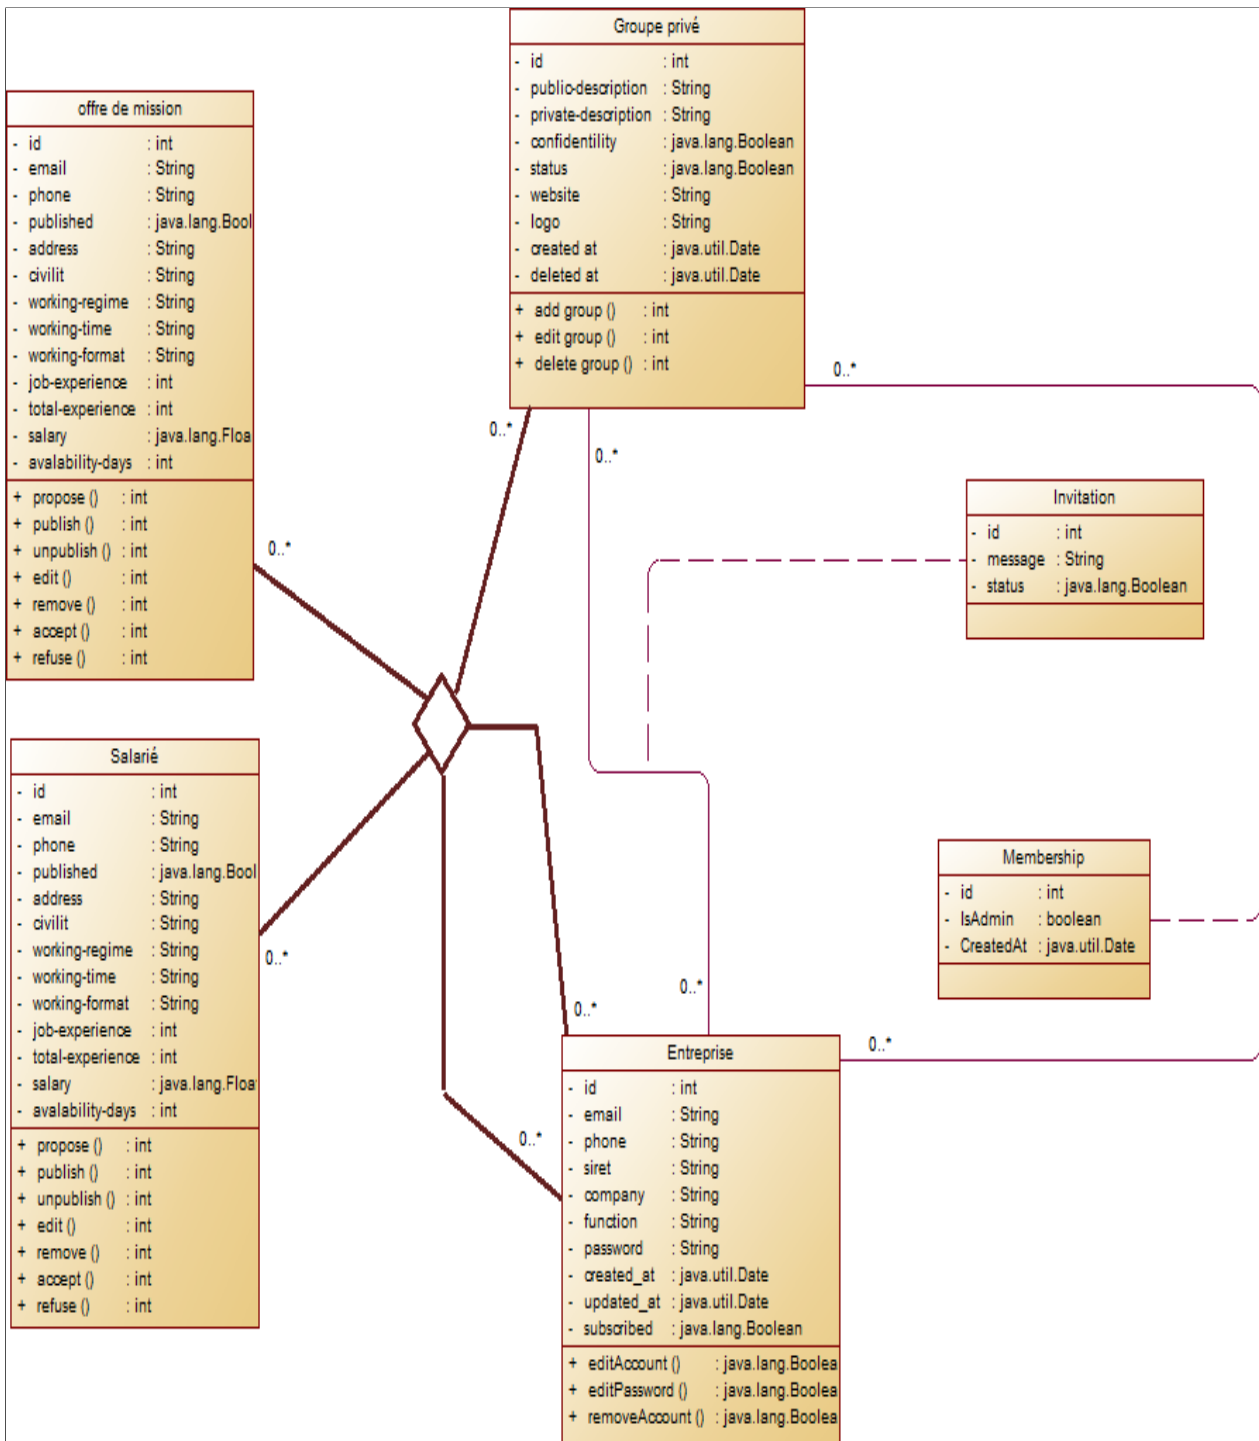 Groupe privé
- id : int
- public-description : String
- private-description : String
- confidentility : java.lang.Boolean
- status : java.lang.Boolean
- website : String
- logo : String
- created at : java.util.Date
- deleted at : java.util.Date
+ add group () : int
+ edit group () : int
+ delete group () : int
offre de mission
- id : int
- email : String
- phone : String
- published : java.lang.Bool
- address : String
- civilit : String
- working-regime : String
- working-time : String
- working-format : String
- job-experience : int
- total-experience : int
- salary : java.lang.Floa
- avalability-days : int
+ propose () : int
+ publish () : int
+ unpublish () : int
+ edit () : int
+ remove () : int
+ accept () : int
+ refuse () : int
0..*
0..*
0..*
0..*
Invitation
- id : int
- message : String
- status : java.lang.Boolean
Salarié
- id : int
- email : String
- phone : String
- published : java.lang.Bool
- address : String
- civilit : String
- working-regime : String
- working-time : String
- working-format : String
- job-experience : int
- total-experience : int
- salary : java.lang.Floa
- avalability-days : int
+ propose () : int
+ publish () : int
+ unpublish () : int
+ edit () : int
+ remove () : int
+ accept () : int
+ refuse () : int
0..*
Membership
- id : int
- IsAdmin : boolean
- CreatedAt : java.util.Date
0..*
0..*
0..*
0..*
Entreprise
- id : int
- email : String
- phone : String
- siret : String
- company : String
- function : String
- password : String
- created_at : java.util.Date
- updated_at : java.util.Date
- subscribed : java.lang.Boolean
+ editAccount () : java.lang.Boolea
+ editPassword () : java.lang.Boolea
+ removeAccount () : java.lang.Boolea